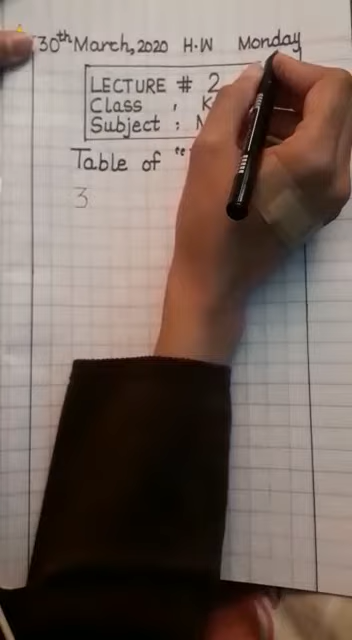 30th March, 2020 H.W Monday
LECTURE # 2
Class : K
Subject :
Table of "
3